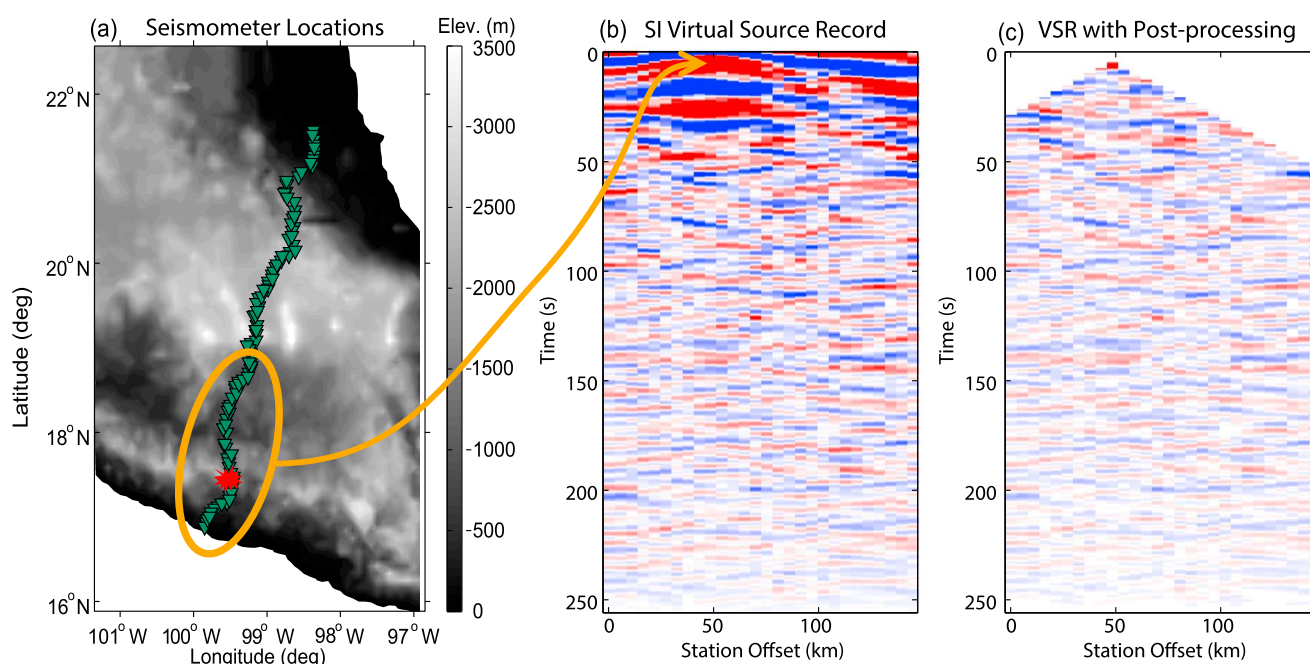 (a) Seismometer Locations Elev. (m)
3500
3000
2500
2000
1500
1000
500
0
22° N
20° N
18° N
16° N
Latitude (deg)
101° W 100° W 99° W 98° W 97° W
Longitude (deg)
(b) SI Virtual Source Record
0
50
100
150
200
250
Time (s)
0 50 100
Station Offset (km)
(c) VSR with Post-processing
0
50
100
150
200
250
Time (s)
0 50 100
Station Offset (km)